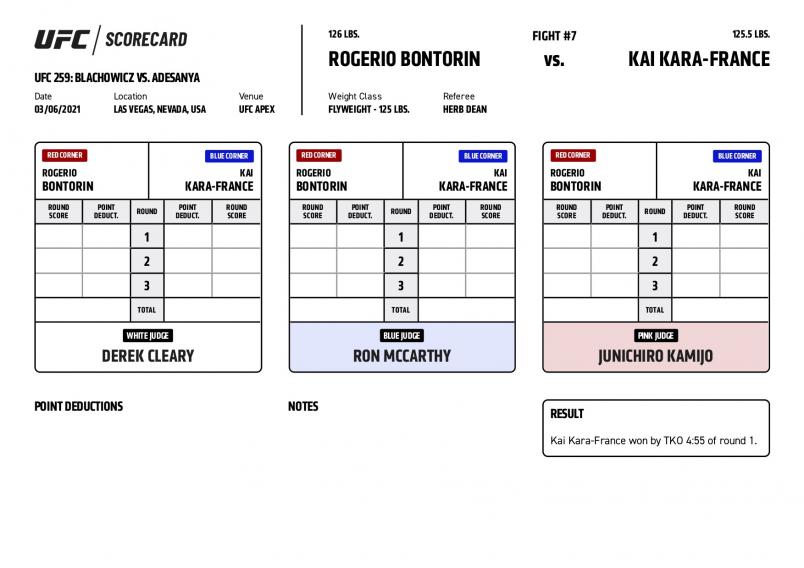 UFC SCORECARD
UFC 259: BLACHOWICZ VS. ADESANYA
Date Location Venue
03/06/2021 LAS VEGAS, NEVADA, USA UFC APEX
126 LBS. FIGHT #7 125.5 LBS.
ROGERIO BONTORIN VS. KAI KARA-FRANCE
Weight Class Referee
FLYWEIGHT - 125 LBS. HERB DEAN
RED CORNER BLUE CORNER
ROGERIO KAI
BONTORIN KARA-FRANCE
ROUND SCORE POINT DEDUCT. ROUND POINT DEDUCT. ROUND SCORE
1
2
3
TOTAL
WHITE JUDGE
DEREK CLEARY
RED CORNER BLUE CORNER
ROGERIO KAI
BONTORIN KARA-FRANCE
ROUND SCORE POINT DEDUCT. ROUND POINT DEDUCT. ROUND SCORE
1
2
3
TOTAL
BLUE JUDGE
RON MCCARTHY
RED CORNER BLUE CORNER
ROGERIO KAI
BONTORIN KARA-FRANCE
ROUND SCORE POINT DEDUCT. ROUND POINT DEDUCT. ROUND SCORE
1
2
3
TOTAL
PINK JUDGE
JUNICHIRO KAMIJO
POINT DEDUCTIONS
NOTES
RESULT
Kai Kara-France won by TKO 4:55 of round 1.